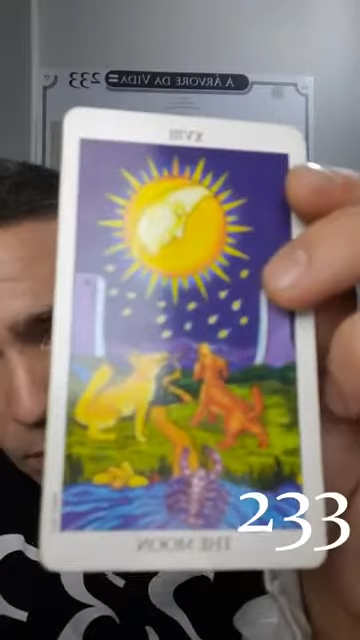 A ÁRVORE DA VIDA = 233
XVIII
THE MOON
233